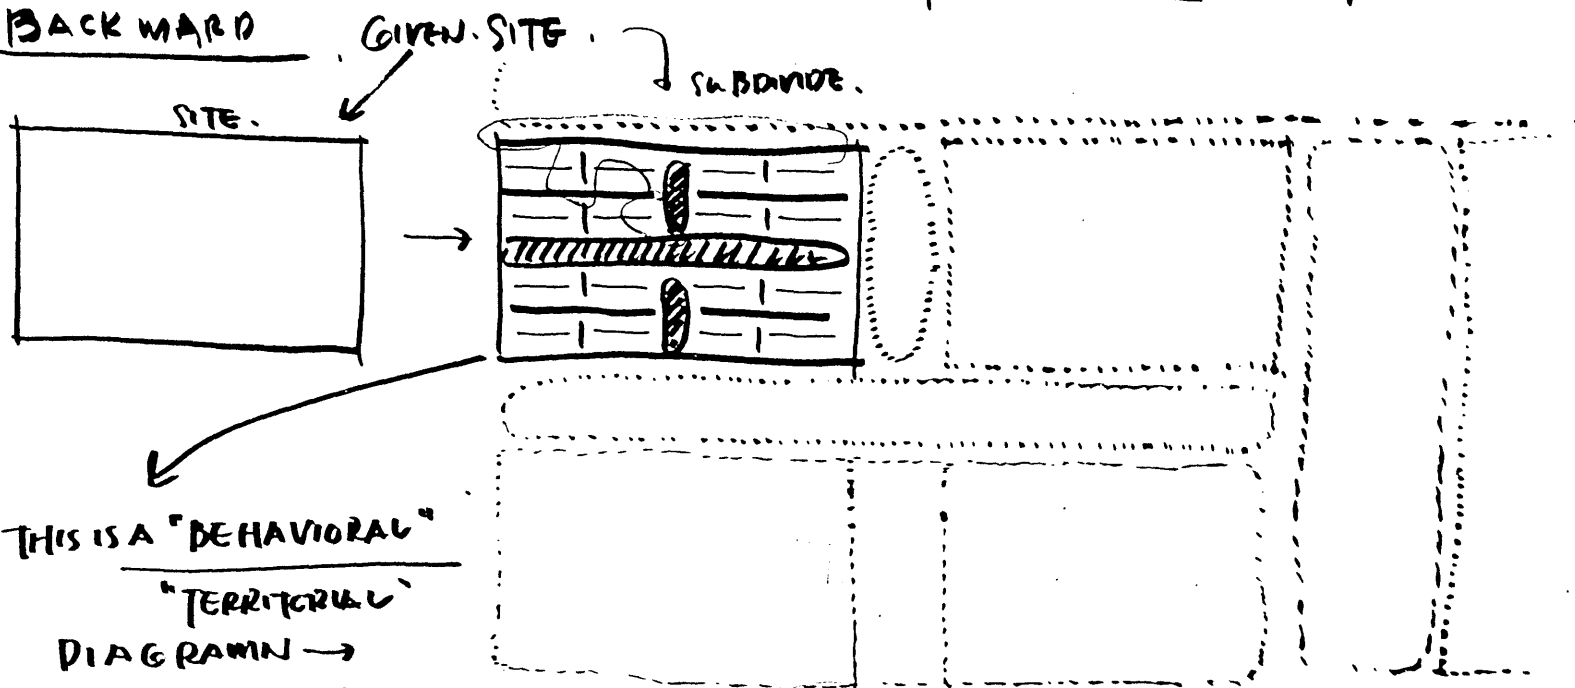 BACKWARD
GIVEN. SITE.
SUBDIVIDE.
SITE.
THIS IS A "BEHAVIORAL"
"TERRITORIAL"
DIAGRAMN →